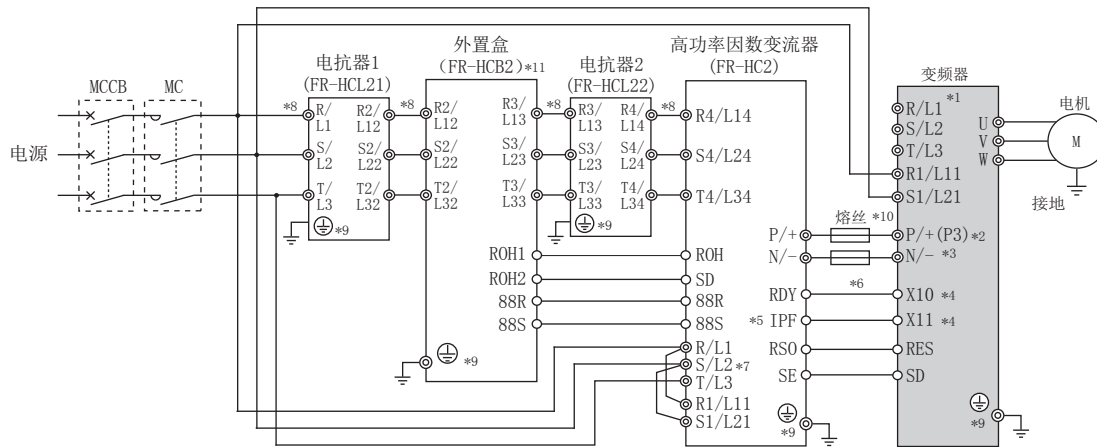 MCCB
MC
电源
电抗器1
(FR-HCL21)
*8
R/
L1
S/
L2
T/
L3
R2/
L12
S2/
L22
T2/
L32
*9
外置盒
(FR-HCB2)*11
*8
R2/
L12
S2/
L22
T2/
L32
R3/
L13
S3/
L23
T3/
L33
ROH1
ROH2
88R
88S
*9
电抗器2
(FR-HCL22)
*8
R3/
L13
S3/
L23
T3/
L33
R4/
L14
S4/
L24
T4/
L34
*9
高功率因数变流器
(FR-HC2)
*8
R4/L14
S4/L24
T4/L34
ROH
SD
88R
88S
R/L1
S/L2 *7
T/L3
R1/L11
S1/L21
P/+
N/-
RDY
*5 IPF
RSO
SE
*9
熔丝 *10
*6
变频器
R/L1 *1
S/L2
T/L3
R1/L11
S1/L21
P/+(P3) *2
N/- *3
X10 *4
X11 *4
RES
SD
*9
U
V
W
电机
M
接地